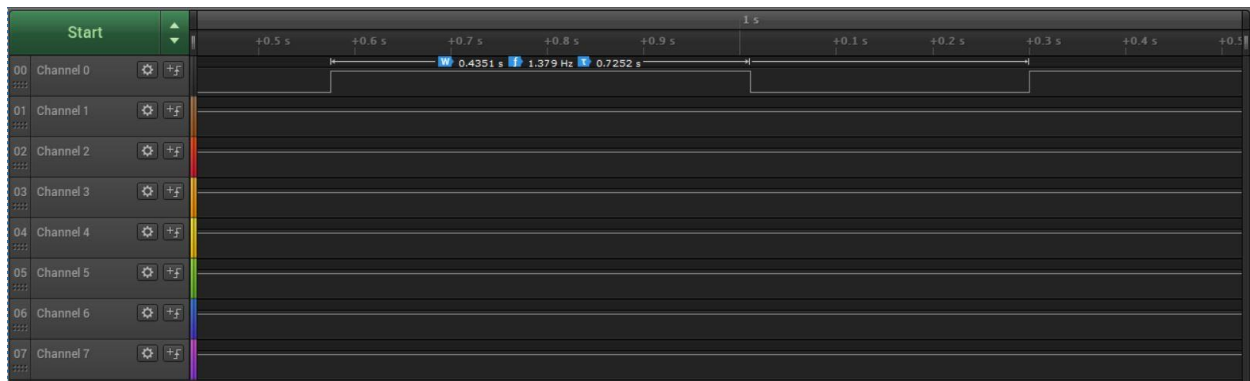 Start
1 s
+0.5 s +0.6 s +0.7 s +0.8 s +0.9 s +0.1 s +0.2 s +0.3 s +0.4 s
00 Channel 0 +
W 0.4351 s f 1.379 Hz τ 0.7252 s
01 Channel 1 +
02 Channel 2 +
03 Channel 3 +
04 Channel 4 +
05 Channel 5 +
06 Channel 6 +
07 Channel 7 +